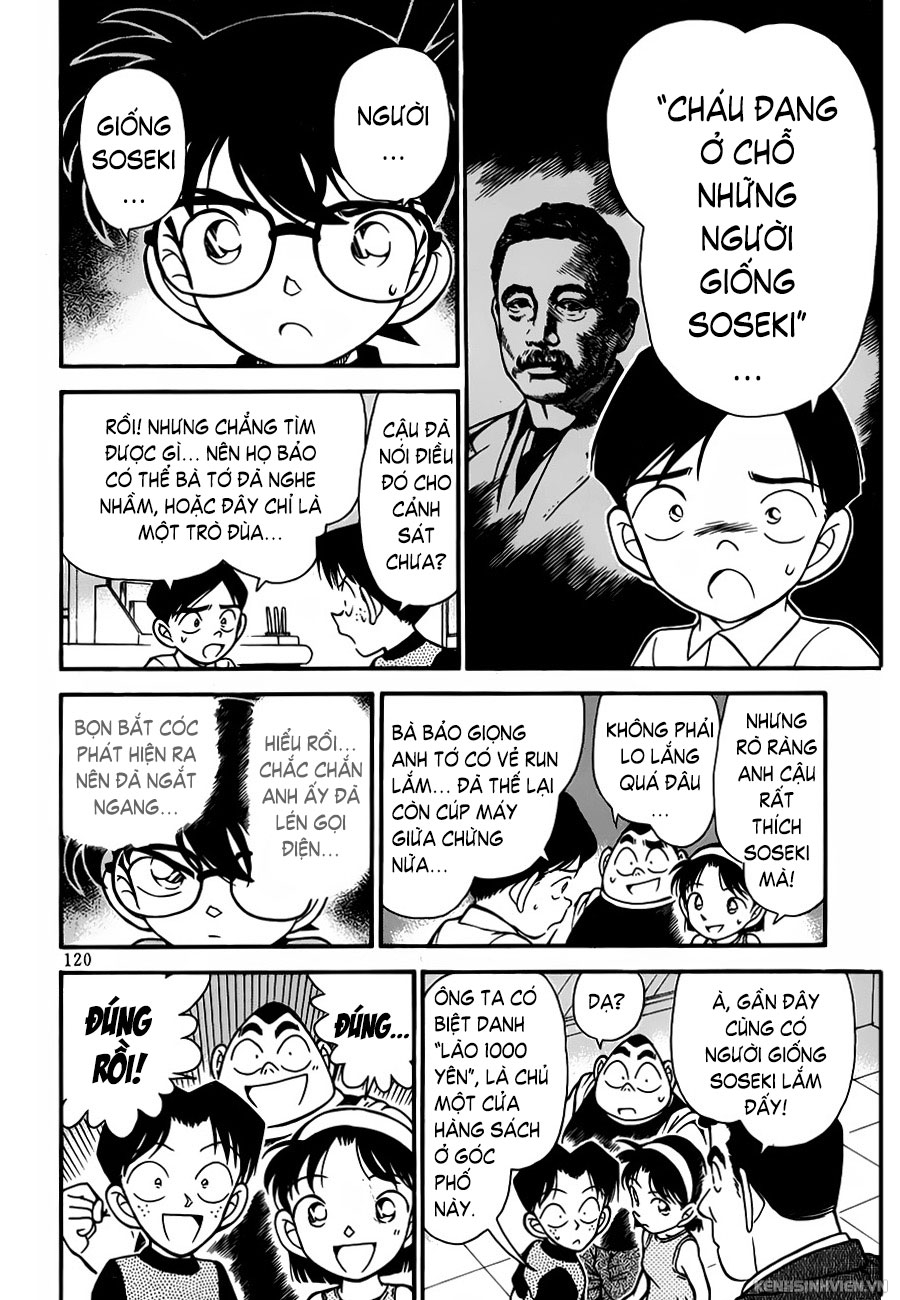 “CHÁU ĐANG
Ở CHỖ
NHỮNG
NGƯỜI
GIỐNG
SOSEKI”
...
NGƯỜI
...
GIỐNG
SOSEKI
...
CẬU ĐÃ
NÓI ĐIỀU
ĐÓ CHO
CẢNH
SÁT
CHƯA?
RỒI! NHƯNG CHẲNG TÌM
ĐƯỢC GÌ... NÊN HỌ BẢO
CÓ THỂ BÀ TỚ ĐÃ NGHE
NHẦM, HOẶC ĐÂY CHỈ LÀ
MỘT TRÒ ĐÙA...
NHƯNG
RÕ RÀNG
ANH CẬU
RẤT
THÍCH
SOSEKI
MÀ!
KHÔNG PHẢI
LO LẮNG
QUÁ ĐÂU
...
BÀ BẢO GIỌNG
ANH TỚ CÓ VẺ RUN
LẮM... ĐÃ THẾ LẠI
CÒN CÚP MÁY
GIỮA CHỪNG
NỮA...
HIỂU RỒI...
CHẮC CHẮN
ANH ẤY ĐÃ
LÉN GỌI
ĐIỆN...
BỌN BẮT CÓC
PHÁT HIỆN RA
NÊN ĐÃ NGẮT
NGANG...
120
À, GẦN ĐÂY
CŨNG CÓ
NGƯỜI GIỐNG
SOSEKI LẮM
ĐẤY!
DẠ?
ÔNG TA CÓ
BIỆT DANH
“LÃO 1000
YÊN”, LÀ CHỦ
MỘT CỬA
HÀNG SÁCH
Ở GÓC
PHỐ
NÀY.
ĐÚNG...
ĐÚNG
RỒI!
KENHSINHVIEN.VN